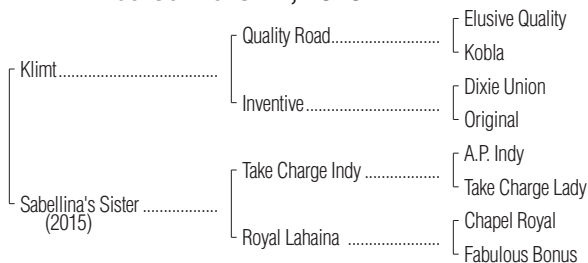 Elusive Quality
Quality Road
Kobla
Klimt
Dixie Union
Inventive
Original
A.P. Indy
Take Charge Indy
Take Charge Lady
Sabellina's Sister
(2015)
Chapel Royal
Royal Lahaina
Fabulous Bonus